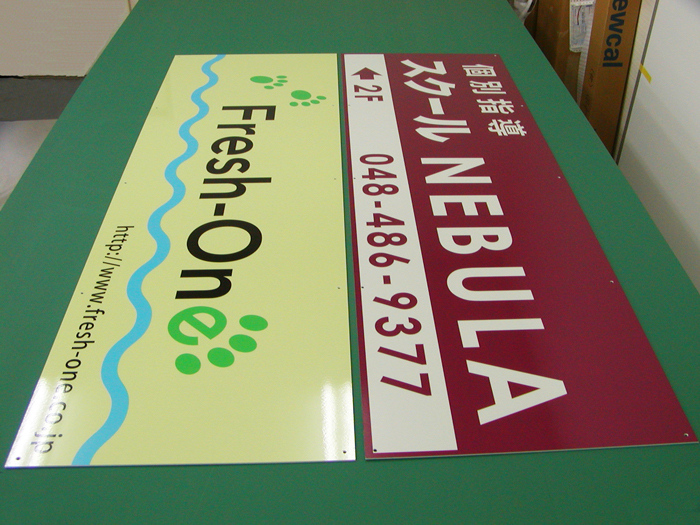 Fresh-One
http://www.fresh-one.co.jp
個別指導
スクール NEBULA
2F 048-486-9377
ewcal